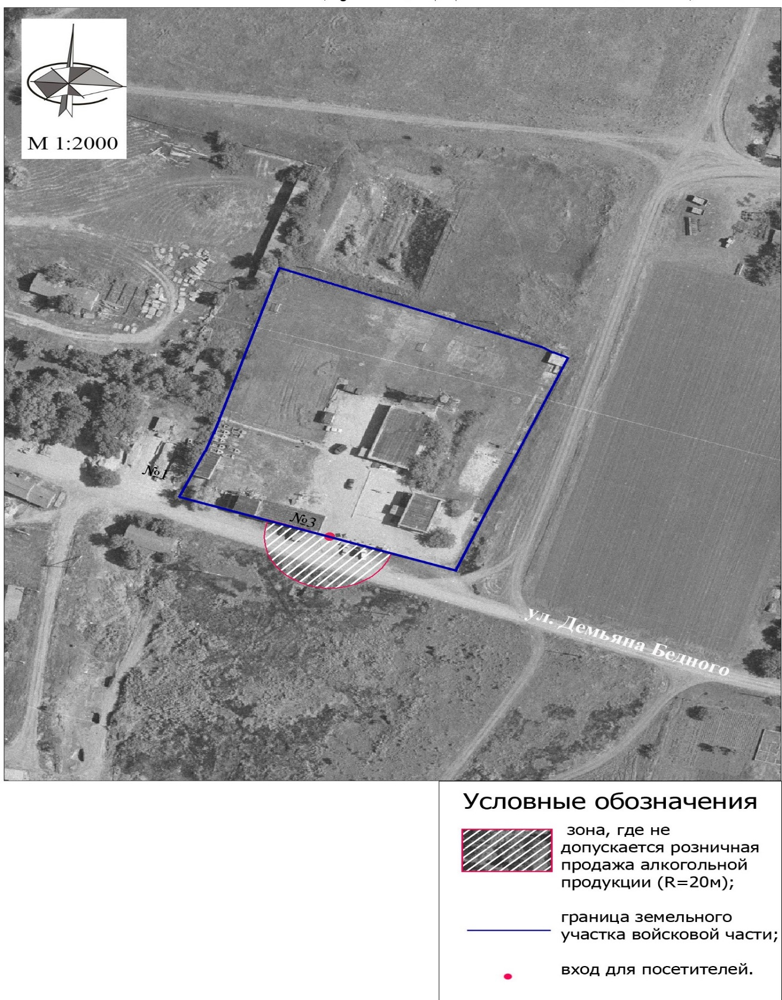 М 1:2000
№1
№3
ул. Демьяна Бедного
Условные обозначения
зона, где не
допускается розничная
продажа алкогольной
продукции (R=20м);
граница земельного
участка войсковой части;
вход для посетителей.